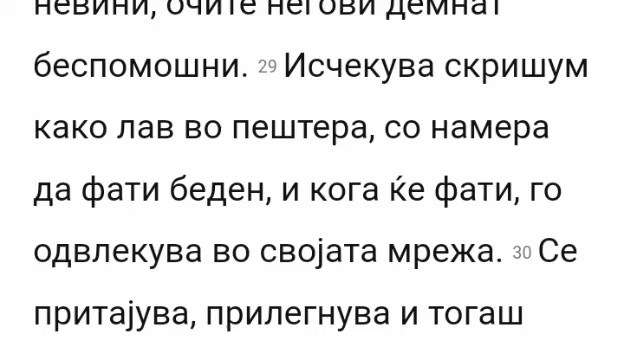 невини, очите негови демнат
беспомошни. 29 Исчекува скришум
како лав во пештера, со намера
да фати беден, и кога ќе фати, го
одвлекува во својата мрежа. 30 Се
притајува, прилегнува и тогаш